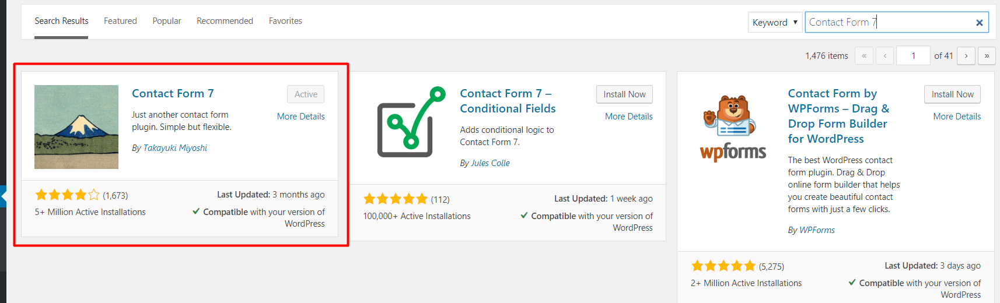 Search Results Featured Popular Recommended Favorites Keyword Contact Form 7
1,476 items « ‹ 1 of 41 › »
Contact Form 7
Active
More Details
Just another contact form
plugin. Simple but flexible.
By Takayuki Miyoshi
(1,673)
Last Updated: 3 months ago
5+ Million Active Installations
Compatible with your version of
WordPress
Contact Form 7 –
Conditional Fields
Install Now
More Details
Adds conditional logic to
Contact Form 7.
By Jules Colle
(112)
Last Updated: 1 week ago
100,000+ Active Installations
Compatible with your version of
WordPress
wpforms
Contact Form by
WPForms – Drag &
Drop Form Builder
for WordPress
Install Now
More Details
The best WordPress contact
form plugin. Drag & Drop
online form builder that helps
you create beautiful contact
forms with just a few clicks.
By WPForms
(5,275)
Last Updated: 3 days ago
2+ Million Active Installations
Compatible with your version of
WordPress